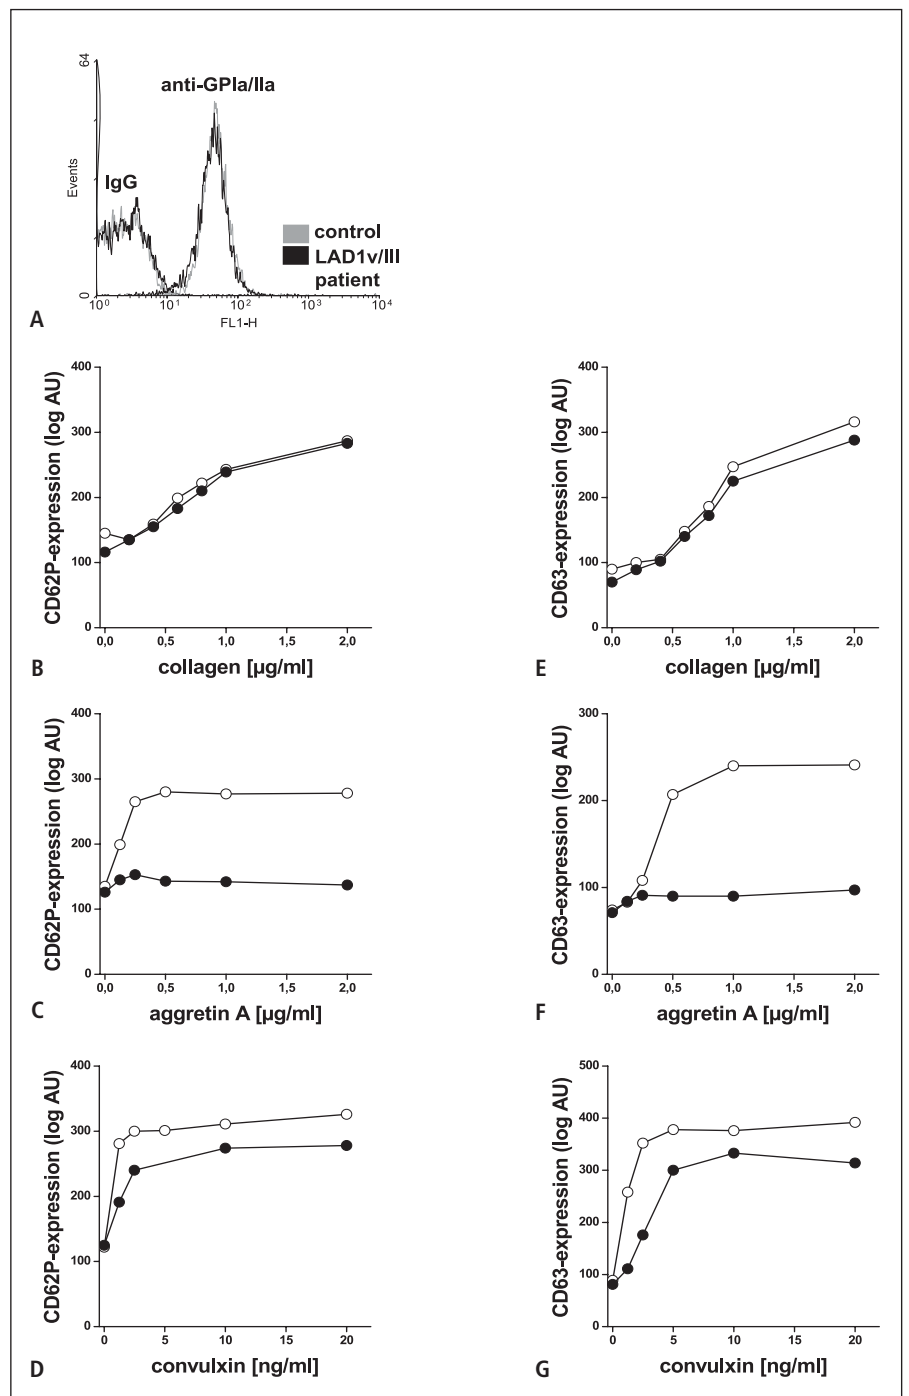 64
anti-GPIa/IIa
Events
IgG
control
LAD1v/III
patient
0
10⁰ 10¹ 10² 10³ 10⁴
FL1-H
A
CD62P-expression (log AU)
400
300
200
100
0
0,0 0,5 1,0 1,5 2,0
collagen [µg/ml]
B
CD63-expression (log AU)
400
300
200
100
0
0,0 0,5 1,0 1,5 2,0
collagen [µg/ml]
E
CD62P-expression (log AU)
400
300
200
100
0
0,0 0,5 1,0 1,5 2,0
aggretin A [µg/ml]
C
CD63-expression (log AU)
300
200
100
0
0,0 0,5 1,0 1,5 2,0
aggretin A [µg/ml]
F
CD62P-expression (log AU)
400
300
200
100
0
0 5 10 15 20
convulxin [ng/ml]
D
CD63-expression (log AU)
500
400
300
200
100
0
0 5 10 15 20
convulxin [ng/ml]
G